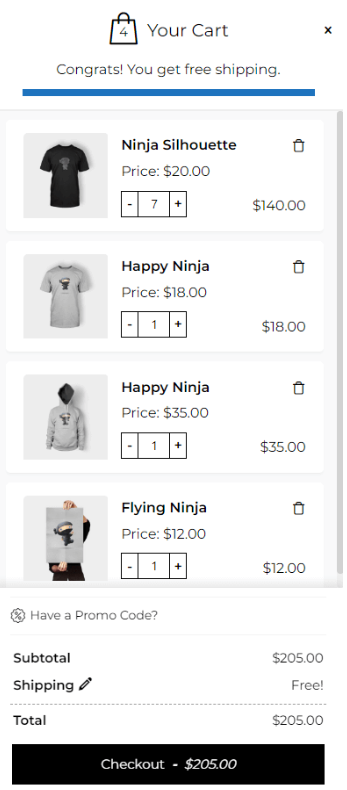 4 Your Cart x
Congrats! You get free shipping.
Ninja Silhouette
Price: $20.00
- 7 + $140.00
Happy Ninja
Price: $18.00
- 1 + $18.00
Happy Ninja
Price: $35.00
- 1 + $35.00
Flying Ninja
Price: $12.00
- 1 + $12.00
Have a Promo Code?
Subtotal $205.00
Shipping Free!
Total $205.00
Checkout - $205.00